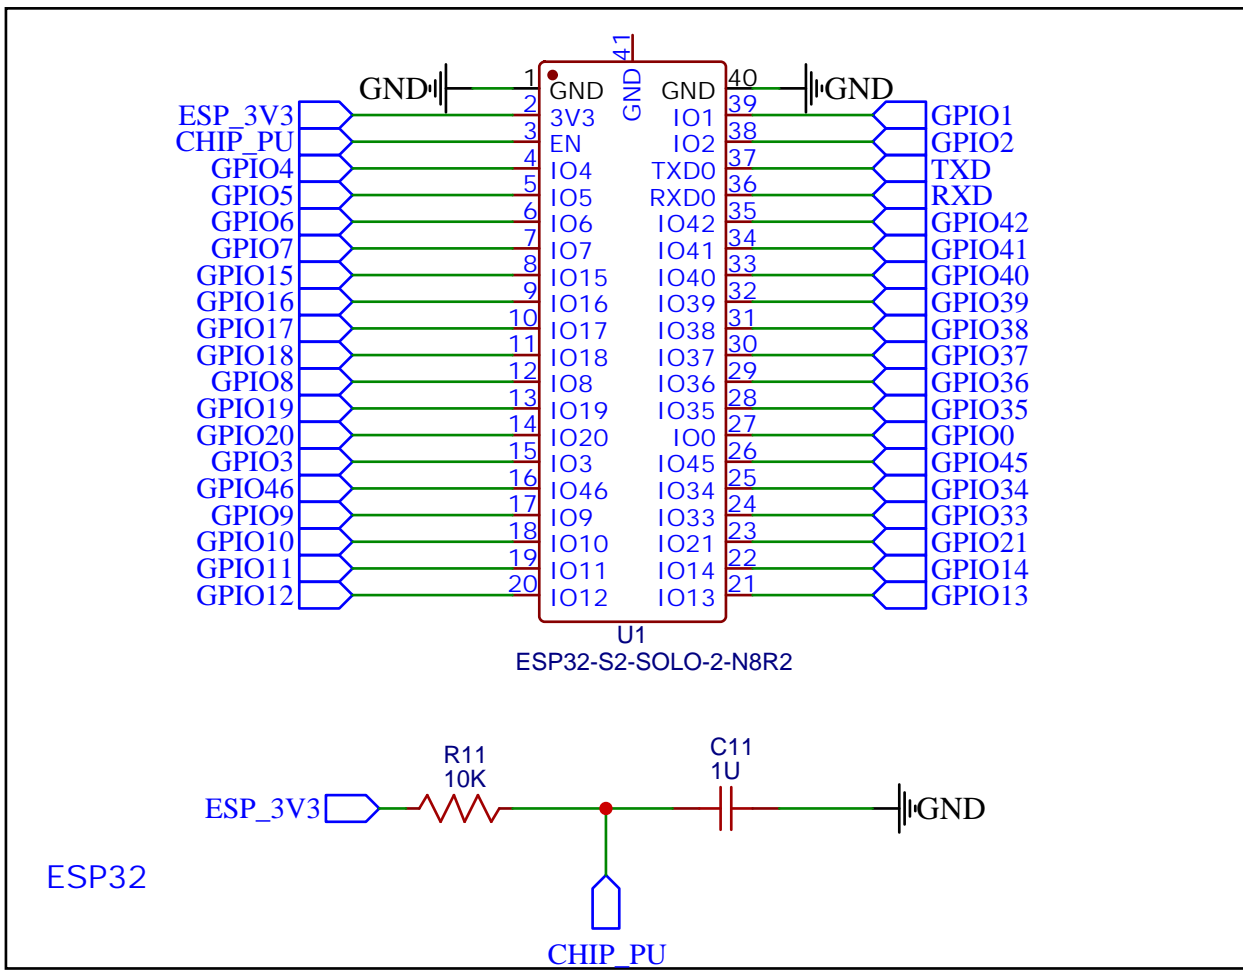 41
GND 1 GND GND GND 40 GND
ESP_3V3 2 3V3 IO1 39 GPIO1
CHIP_PU 3 EN IO2 38 GPIO2
GPIO4 4 IO4 TXD0 37 TXD
GPIO5 5 IO5 RXD0 36 RXD
GPIO6 6 IO6 IO42 35 GPIO42
GPIO7 7 IO7 IO41 34 GPIO41
GPIO15 8 IO15 IO40 33 GPIO40
GPIO16 9 IO16 IO39 32 GPIO39
GPIO17 10 IO17 IO38 31 GPIO38
GPIO18 11 IO18 IO37 30 GPIO37
GPIO8 12 IO8 IO36 29 GPIO36
GPIO19 13 IO19 IO35 28 GPIO35
GPIO20 14 IO20 IO0 27 GPIO0
GPIO3 15 IO3 IO45 26 GPIO45
GPIO46 16 IO46 IO34 25 GPIO34
GPIO9 17 IO9 IO33 24 GPIO33
GPIO10 18 IO10 IO21 23 GPIO21
GPIO11 19 IO11 IO14 22 GPIO14
GPIO12 20 IO12 IO13 21 GPIO13
U1
ESP32-S2-SOLO-2-N8R2
R11 C11
10K 1U
ESP_3V3 GND
ESP32
CHIP_PU